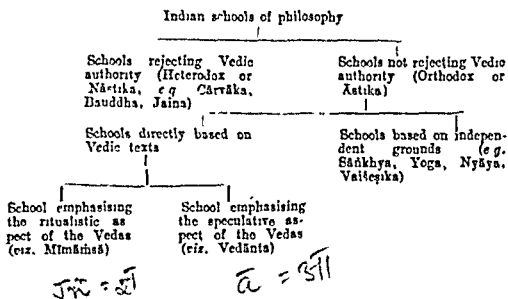 Indian schools of philosophy
Schools rejecting Vedic
authority (Heterodox or
Nāstika, e g Cārvāka,
Bauddha, Jaina)
Schools not rejecting Vedic
authority (Orthodox or
Āstika)
Schools directly based on
Vedic texts
Schools based on indepen-
dent grounds (e.g.
Sāṅkhya, Yoga, Nyāya,
Vaiśeṣika)
School emphasising
the ritualistic as
pect of the Vedas
(viz. Mīmāṁsā)
School emphasising
the speculative as-
pect of the Vedas
(viz. Vedānta)
ā = आ